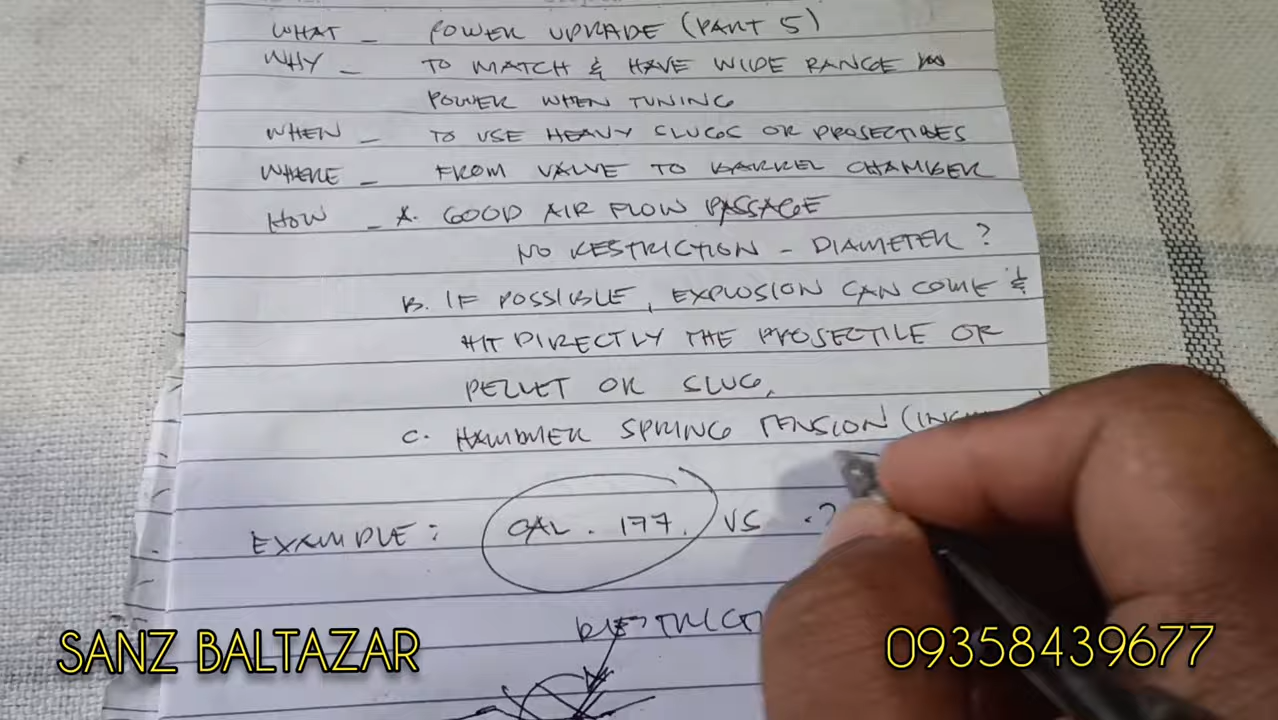 WHAT - POWER UPRADE (PART 5)
WHY - TO MATCH & HAVE WIDE RANGE
POWER WHEN TUNING
WHEN - TO USE HEAVY SLUGS OR PROJECTILES
WHERE - FROM VALVE TO BARREL CHAMBER
HOW - A. GOOD AIR FLOW PASSAGE
NO RESTRICTION - DIAMETER ?
B. IF POSSIBLE, EXPLOSION CAN COME &
HIT DIRECTLY THE PROJECTILE OR
PELLET OR SLUG,
C. HAMMER SPRING TENSION
EXAMPLE: CAL. 177. VS
SANZ BALTAZAR
09358439677